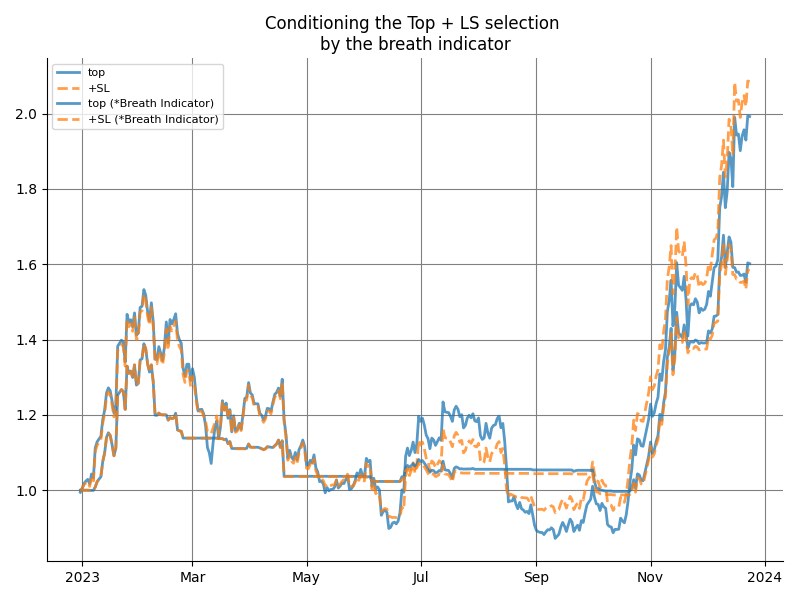 Conditioning the Top + LS selection
by the breath indicator
top
+SL
top (*Breath Indicator)
+SL (*Breath Indicator)
2.0
1.8
1.6
1.4
1.2
1.0
2023
Mar
May
Jul
Sep
Nov
2024